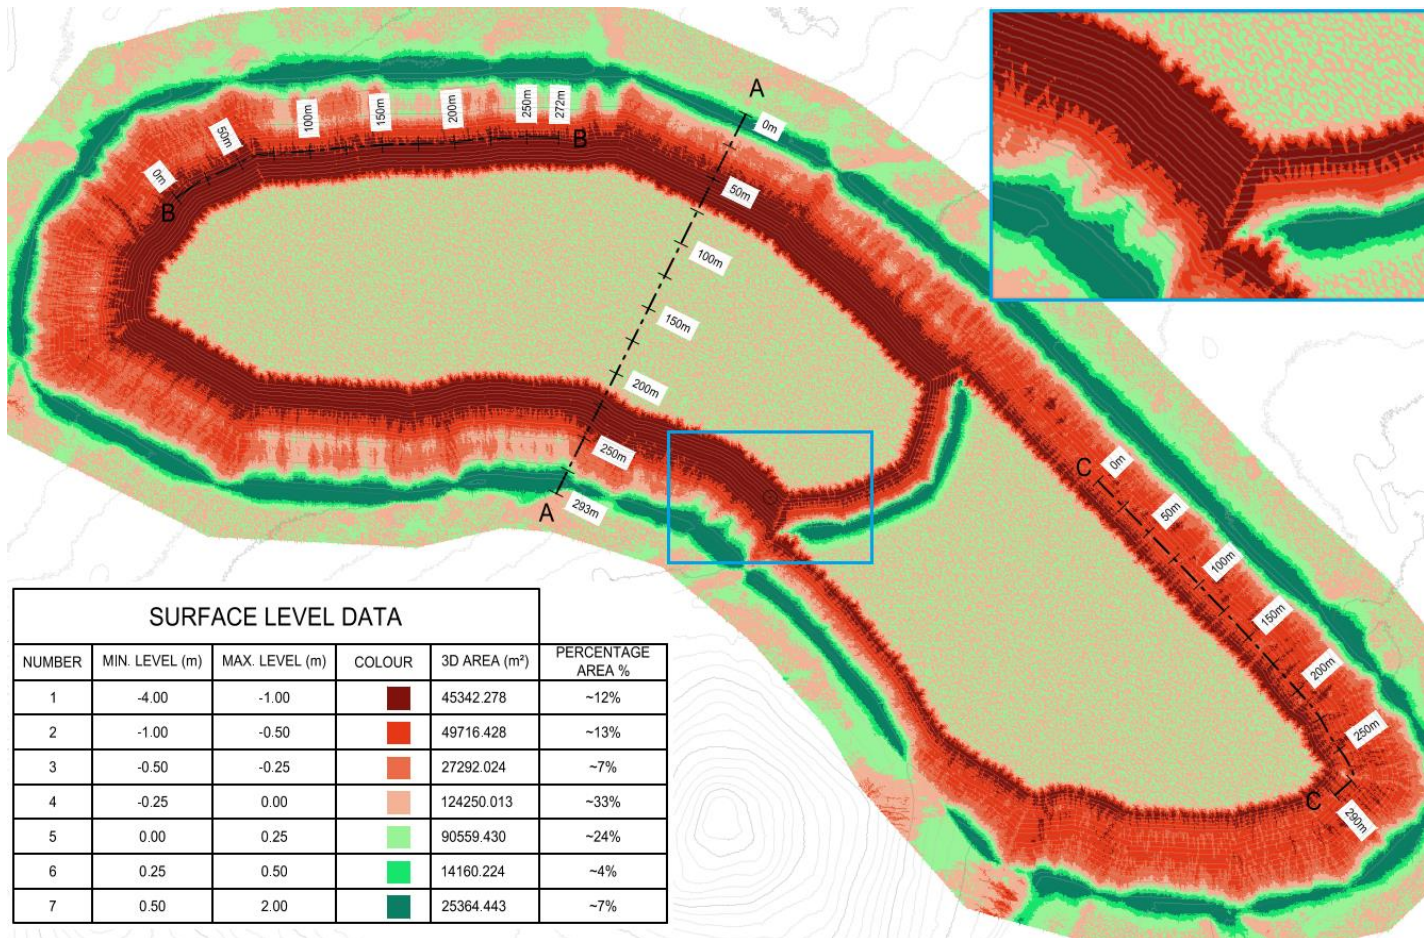 A
0m
50m
100m
150m
200m
250m
293m
A
B
0m
50m
100m
150m
200m
250m
272m
B
C
0m
50m
100m
150m
200m
250m
290m
C
SURFACE LEVEL DATA
NUMBER MIN. LEVEL (m) MAX. LEVEL (m) COLOUR 3D AREA (m²) PERCENTAGE AREA %
1 -4.00 -1.00 45342.278 ~12%
2 -1.00 -0.50 49716.428 ~13%
3 -0.50 -0.25 27292.024 ~7%
4 -0.25 0.00 124250.013 ~33%
5 0.00 0.25 90559.430 ~24%
6 0.25 0.50 14160.224 ~4%
7 0.50 2.00 25364.443 ~7%